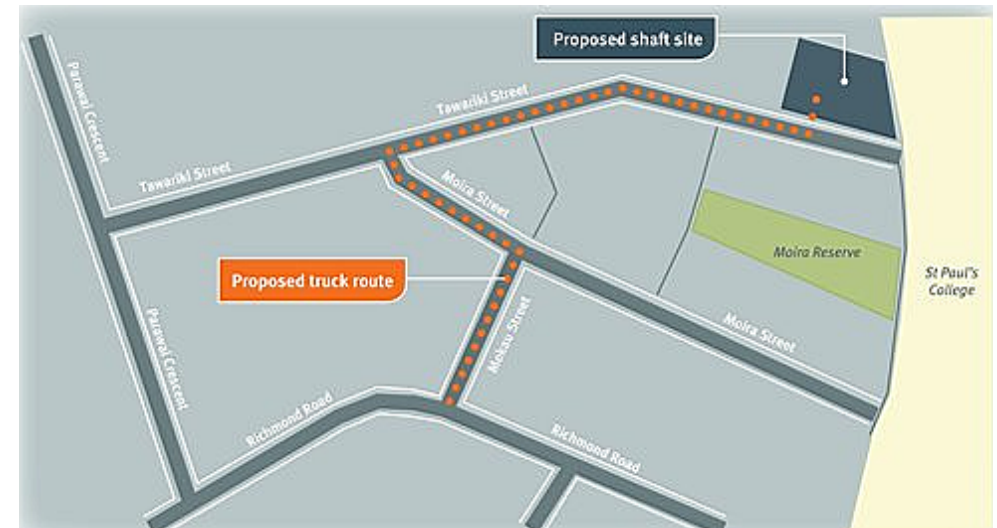 Proposed shaft site
Parawai Crescent
Tawariki Street
Tawariki Street
Moira Street
Moira Reserve
St Paul's
College
Proposed truck route
Mokau Street
Moira Street
Parawai Crescent
Richmond Road
Richmond Road